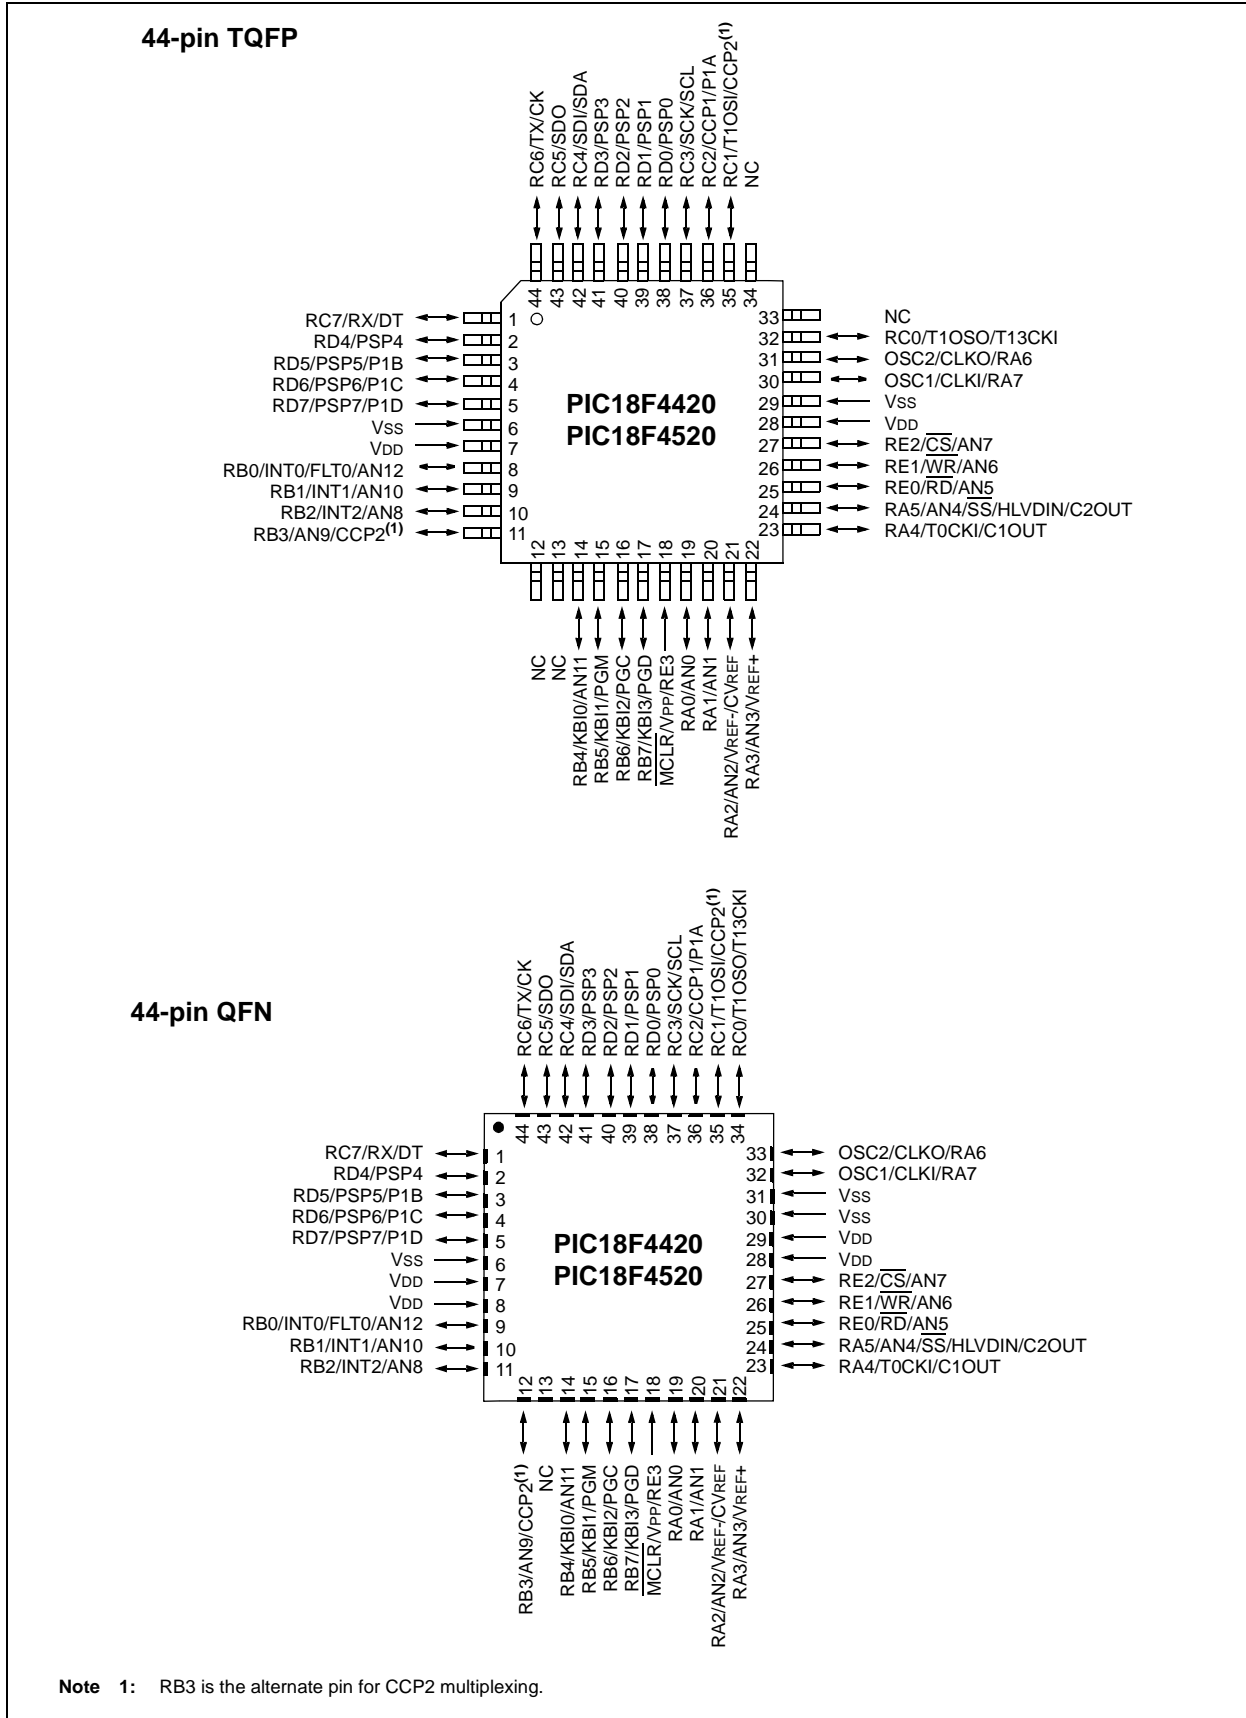 44-pin TQFP
RC6/TX/CK
RC5/SDO
RC4/SDI/SDA
RD3/PSP3
RD2/PSP2
RD1/PSP1
RD0/PSP0
RC3/SCK/SCL
RC2/CCP1/P1A
RC1/T1OSI/CCP2(1)
NC
44
43
42
41
40
39
38
37
36
35
34
RC7/RX/DT 1
RD4/PSP4 2
RD5/PSP5/P1B 3
RD6/PSP6/P1C 4
RD7/PSP7/P1D 5
VSS 6
VDD 7
RB0/INT0/FLT0/AN12 8
RB1/INT1/AN10 9
RB2/INT2/AN8 10
RB3/AN9/CCP2(1) 11
PIC18F4420
PIC18F4520
33 NC
32 RC0/T1OSO/T13CKI
31 OSC2/CLKO/RA6
30 OSC1/CLKI/RA7
29 VSS
28 VDD
27 RE2/CS/AN7
26 RE1/WR/AN6
25 RE0/RD/AN5
24 RA5/AN4/SS/HLVDIN/C2OUT
23 RA4/T0CKI/C1OUT
12
13
14
15
16
17
18
19
20
21
22
NC
NC
RB4/KBI0/AN11
RB5/KBI1/PGM
RB6/KBI2/PGC
RB7/KBI3/PGD
MCLR/VPP/RE3
RA0/AN0
RA1/AN1
RA2/AN2/VREF-/CVREF
RA3/AN3/VREF+
44-pin QFN
RC6/TX/CK
RC5/SDO
RC4/SDI/SDA
RD3/PSP3
RD2/PSP2
RD1/PSP1
RD0/PSP0
RC3/SCK/SCL
RC2/CCP1/P1A
RC1/T1OSI/CCP2(1)
RC0/T1OSO/T13CKI
44
43
42
41
40
39
38
37
36
35
34
RC7/RX/DT 1
RD4/PSP4 2
RD5/PSP5/P1B 3
RD6/PSP6/P1C 4
RD7/PSP7/P1D 5
VSS 6
VDD 7
VDD 8
RB0/INT0/FLT0/AN12 9
RB1/INT1/AN10 10
RB2/INT2/AN8 11
PIC18F4420
PIC18F4520
33 OSC2/CLKO/RA6
32 OSC1/CLKI/RA7
31 VSS
30 VSS
29 VDD
28 VDD
27 RE2/CS/AN7
26 RE1/WR/AN6
25 RE0/RD/AN5
24 RA5/AN4/SS/HLVDIN/C2OUT
23 RA4/T0CKI/C1OUT
12
13
14
15
16
17
18
19
20
21
22
RB3/AN9/CCP2(1)
NC
RB4/KBI0/AN11
RB5/KBI1/PGM
RB6/KBI2/PGC
RB7/KBI3/PGD
MCLR/VPP/RE3
RA0/AN0
RA1/AN1
RA2/AN2/VREF-/CVREF
RA3/AN3/VREF+
Note 1: RB3 is the alternate pin for CCP2 multiplexing.